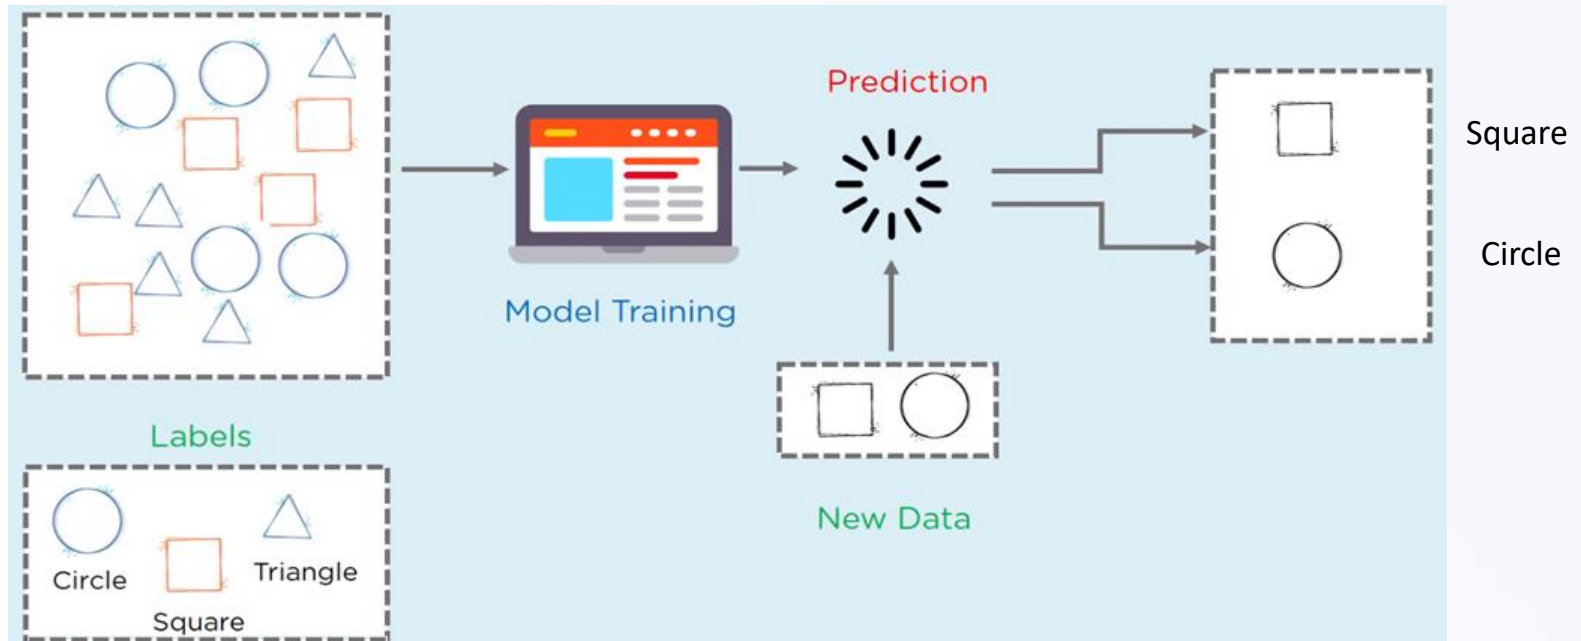 Prediction
Square
Circle
Model Training
Labels
New Data
Circle
Triangle
Square